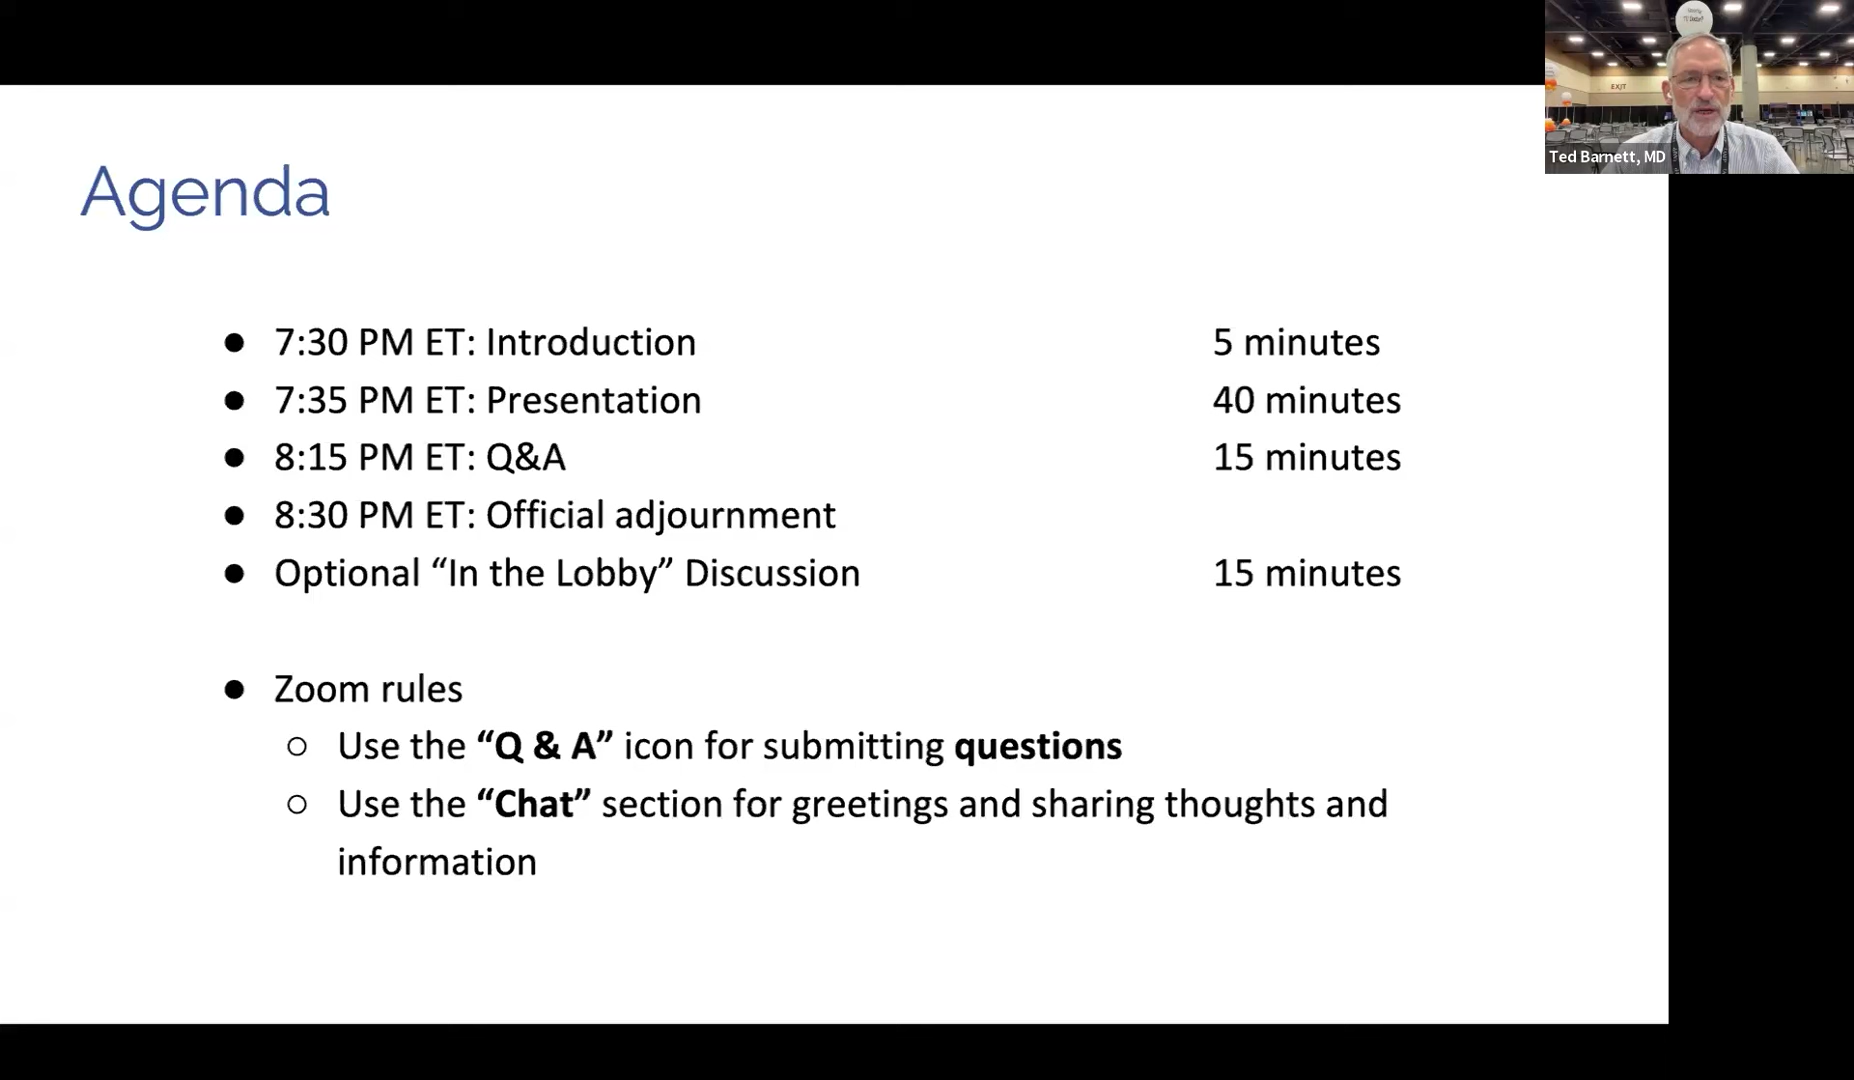 Agenda
● 7:30 PM ET: Introduction 5 minutes
● 7:35 PM ET: Presentation 40 minutes
● 8:15 PM ET: Q&A 15 minutes
● 8:30 PM ET: Official adjournment
● Optional “In the Lobby” Discussion 15 minutes
● Zoom rules
○ Use the “Q & A” icon for submitting questions
○ Use the “Chat” section for greetings and sharing thoughts and
information
EXIT
Ted Barnett, MD